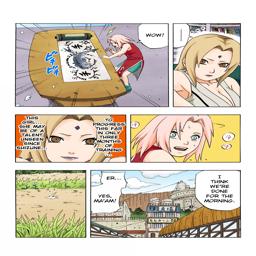 WOW!
THIS
GIRL...
SHE MAY
BE OF A
TALENT
UNSEEN
SINCE
SHIZUNE...
TO
PROGRESS
THIS FAR
IN ONLY
THREE
MONTHS
OF
TRAINING...
I
THINK
WE'RE
DONE
FOR THE
MORNING.
ER...
YES,
MA'AM!